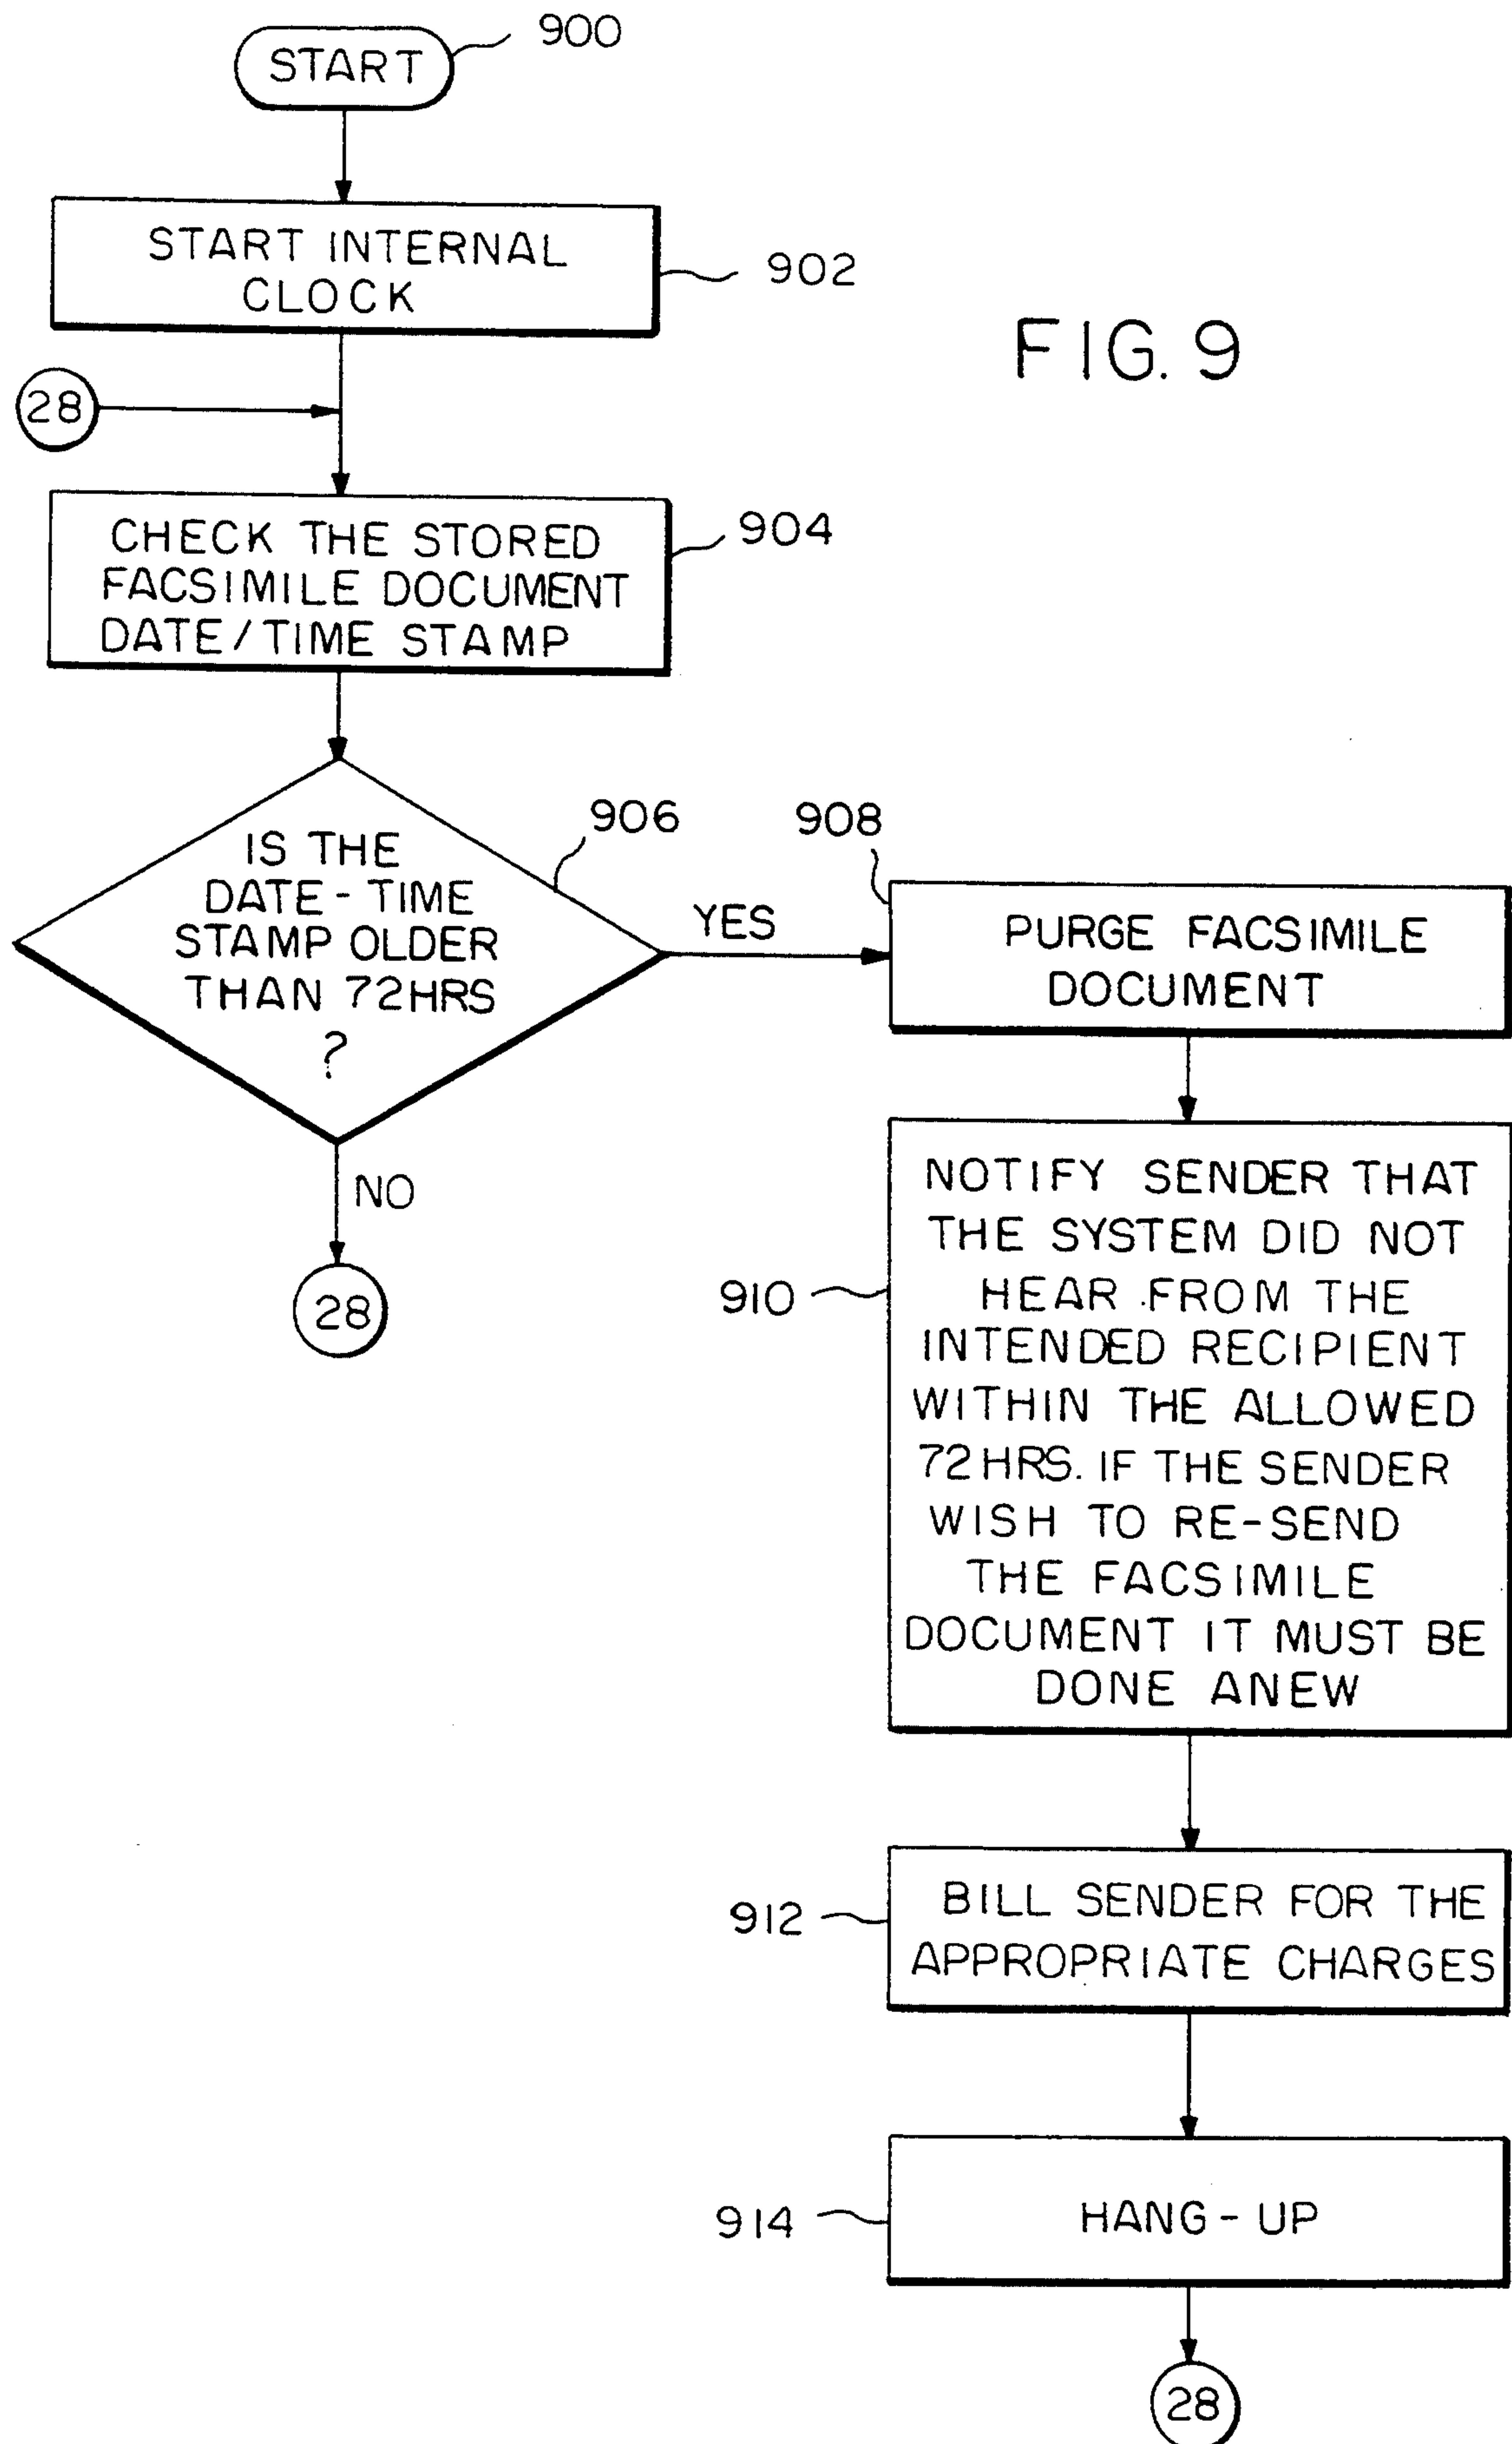 START
900
START INTERNAL
CLOCK
902
FIG. 9
28
CHECK THE STORED
FACSIMILE DOCUMENT
DATE/TIME STAMP
904
IS THE
DATE-TIME
STAMP OLDER
THAN 72HRS
?
906
YES
NO
28
908
PURGE FACSIMILE
DOCUMENT
910
NOTIFY SENDER THAT
THE SYSTEM DID NOT
HEAR FROM THE
INTENDED RECIPIENT
WITHIN THE ALLOWED
72HRS. IF THE SENDER
WISH TO RE-SEND
THE FACSIMILE
DOCUMENT IT MUST BE
DONE ANEW
912
BILL SENDER FOR THE
APPROPRIATE CHARGES
914
HANG-UP
28